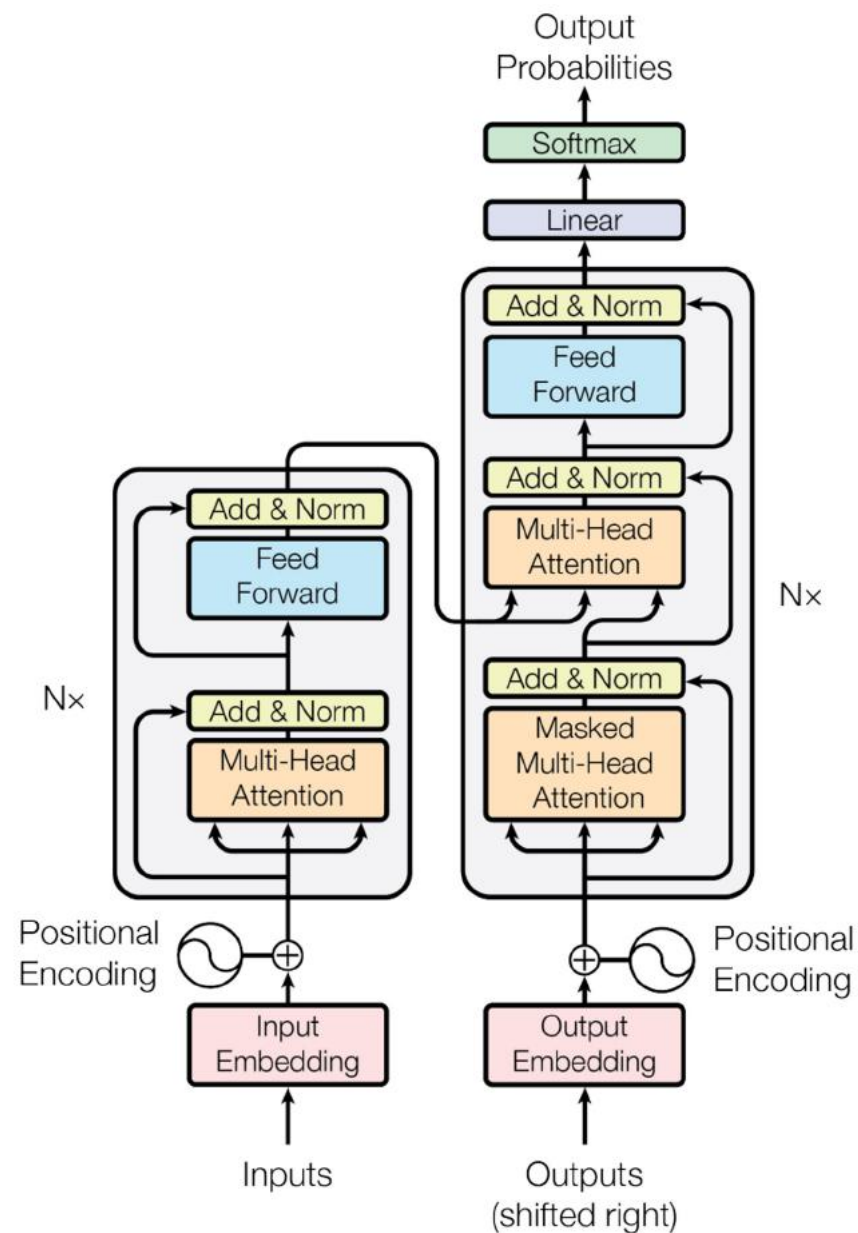 Output
Probabilities
Softmax
Linear
Add & Norm
Feed
Forward
Add & Norm
Multi-Head
Attention
Add & Norm
Masked
Multi-Head
Attention
Nx
Add & Norm
Feed
Forward
Add & Norm
Multi-Head
Attention
Nx
Positional
Encoding
Positional
Encoding
Input
Embedding
Output
Embedding
Inputs
Outputs
(shifted right)